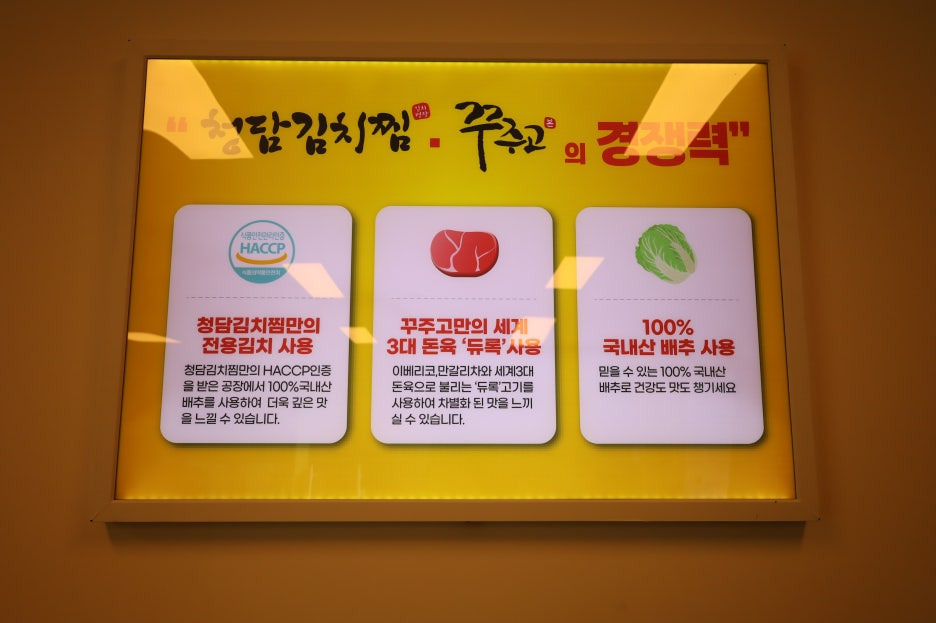 “청담김치찜 · 꾸주고의 경쟁력”
HACCP
청담김치찜만의
전용김치 사용
청담김치찜만의 HACCP인증
을 받은 공장에서 100%국내산
배추를 사용하여 더욱 깊은 맛
을 느낄 수 있습니다.
꾸주고만의 세계
3대 돈육 ‘듀록’사용
이베리코,만갈리차와 세계3대
돈육으로 불리는 ‘듀록’고기를
사용하여 차별화 된 맛을 느끼
실 수 있습니다.
100%
국내산 배추 사용
믿을 수 있는 100% 국내산
배추로 건강도 맛도 챙기세요